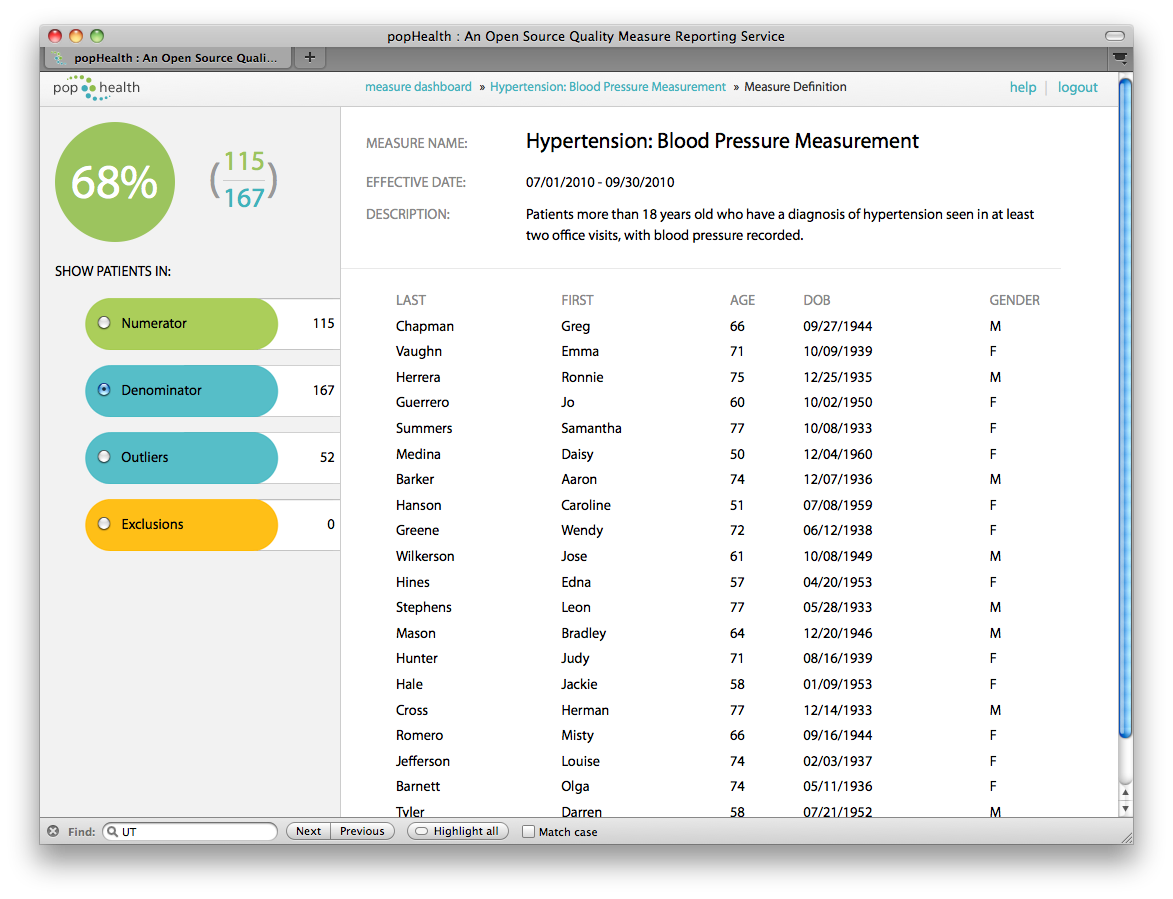 popHealth : An Open Source Quality Measure Reporting Service
popHealth : An Open Source Quali... +
pop health
measure dashboard » Hypertension: Blood Pressure Measurement » Measure Definition
help | logout
68%
(115
167)
SHOW PATIENTS IN:
Numerator 115
Denominator 167
Outliers 52
Exclusions 0
MEASURE NAME: Hypertension: Blood Pressure Measurement
EFFECTIVE DATE: 07/01/2010 - 09/30/2010
DESCRIPTION: Patients more than 18 years old who have a diagnosis of hypertension seen in at least
two office visits, with blood pressure recorded.
LAST FIRST AGE DOB GENDER
Chapman Greg 66 09/27/1944 M
Vaughn Emma 71 10/09/1939 F
Herrera Ronnie 75 12/25/1935 M
Guerrero Jo 60 10/02/1950 F
Summers Samantha 77 10/08/1933 F
Medina Daisy 50 12/04/1960 F
Barker Aaron 74 12/07/1936 M
Hanson Caroline 51 07/08/1959 F
Greene Wendy 72 06/12/1938 F
Wilkerson Jose 61 10/08/1949 M
Hines Edna 57 04/20/1953 F
Stephens Leon 77 05/28/1933 M
Mason Bradley 64 12/20/1946 M
Hunter Judy 71 08/16/1939 F
Hale Jackie 58 01/09/1953 F
Cross Herman 77 12/14/1933 M
Romero Misty 66 09/16/1944 F
Jefferson Louise 74 02/03/1937 F
Barnett Olga 74 05/11/1936 F
Tyler Darren 58 07/21/1952 M
Find: UT Next Previous Highlight all Match case